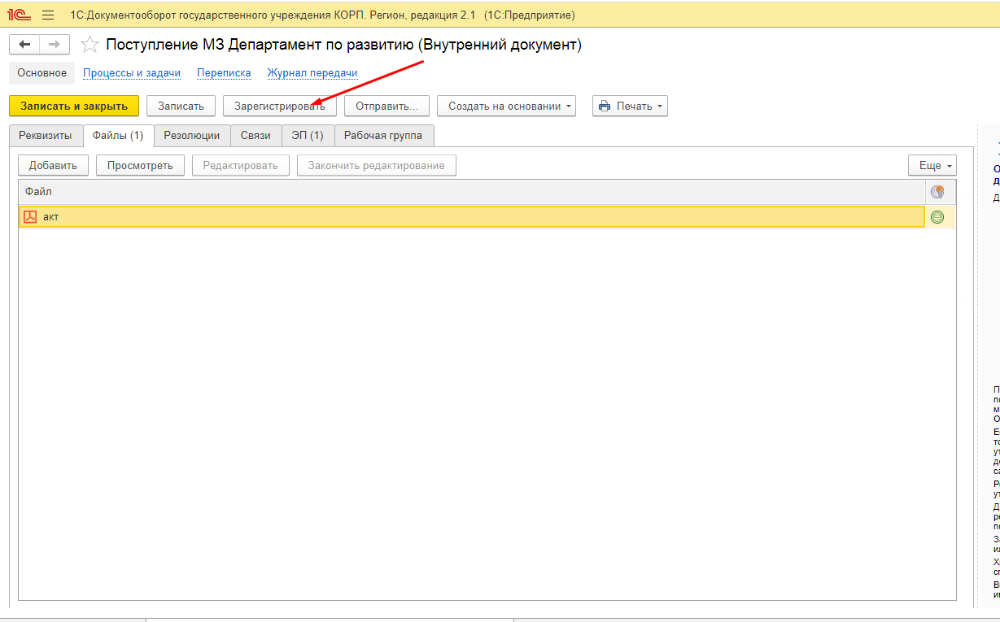 1С:Документооборот государственного учреждения КОРП. Регион, редакция 2.1 (1С:Предприятие)
Поступление МЗ Департамент по развитию (Внутренний документ)
Основное Процессы и задачи Переписка Журнал передачи
Записать и закрыть Записать Зарегистрировать Отправить... Создать на основании Печать
Реквизиты Файлы (1) Резолюции Связи ЭП (1) Рабочая группа
Добавить Просмотреть Редактировать Закончить редактирование Еще
Файл
акт